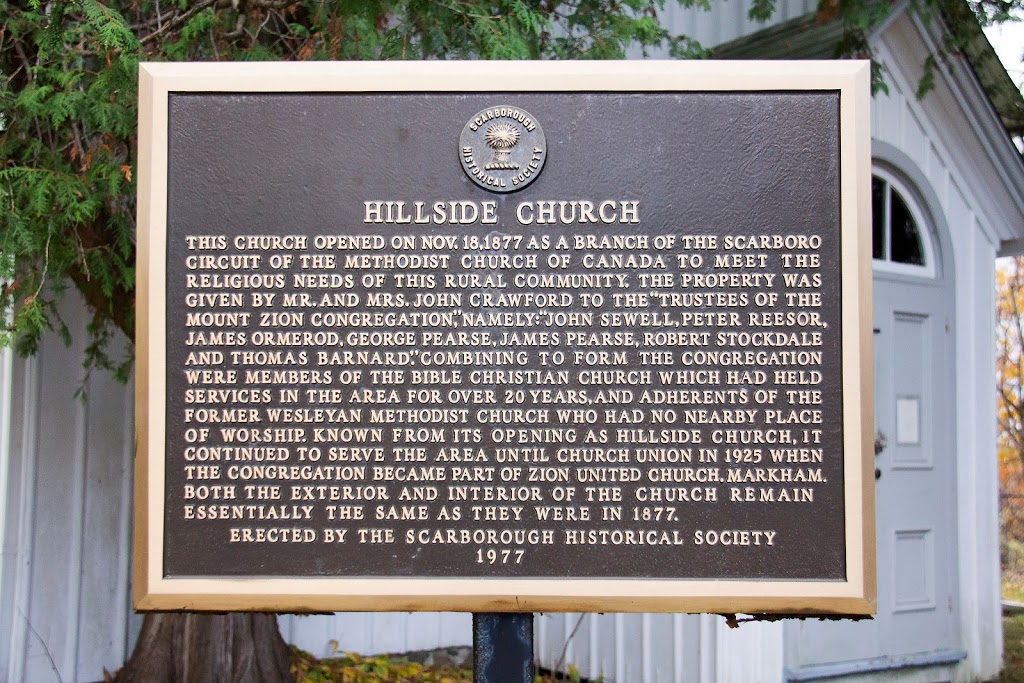 SCARBOROUGH
HISTORICAL SOCIETY
HILLSIDE CHURCH
THIS CHURCH OPENED ON NOV. 18, 1877 AS A BRANCH OF THE SCARBORO
CIRCUIT OF THE METHODIST CHURCH OF CANADA TO MEET THE
RELIGIOUS NEEDS OF THIS RURAL COMMUNITY. THE PROPERTY WAS
GIVEN BY MR. AND MRS. JOHN CRAWFORD TO THE "TRUSTEES OF THE
MOUNT ZION CONGREGATION," NAMELY: "JOHN SEWELL, PETER REESOR,
JAMES ORMEROD, GEORGE PEARSE, JAMES PEARSE, ROBERT STOCKDALE
AND THOMAS BARNARD." COMBINING TO FORM THE CONGREGATION
WERE MEMBERS OF THE BIBLE CHRISTIAN CHURCH WHICH HAD HELD
SERVICES IN THE AREA FOR OVER 20 YEARS, AND ADHERENTS OF THE
FORMER WESLEYAN METHODIST CHURCH WHO HAD NO NEARBY PLACE
OF WORSHIP. KNOWN FROM ITS OPENING AS HILLSIDE CHURCH, IT
CONTINUED TO SERVE THE AREA UNTIL CHURCH UNION IN 1925 WHEN
THE CONGREGATION BECAME PART OF ZION UNITED CHURCH. MARKHAM.
BOTH THE EXTERIOR AND INTERIOR OF THE CHURCH REMAIN
ESSENTIALLY THE SAME AS THEY WERE IN 1877.
ERECTED BY THE SCARBOROUGH HISTORICAL SOCIETY
1977